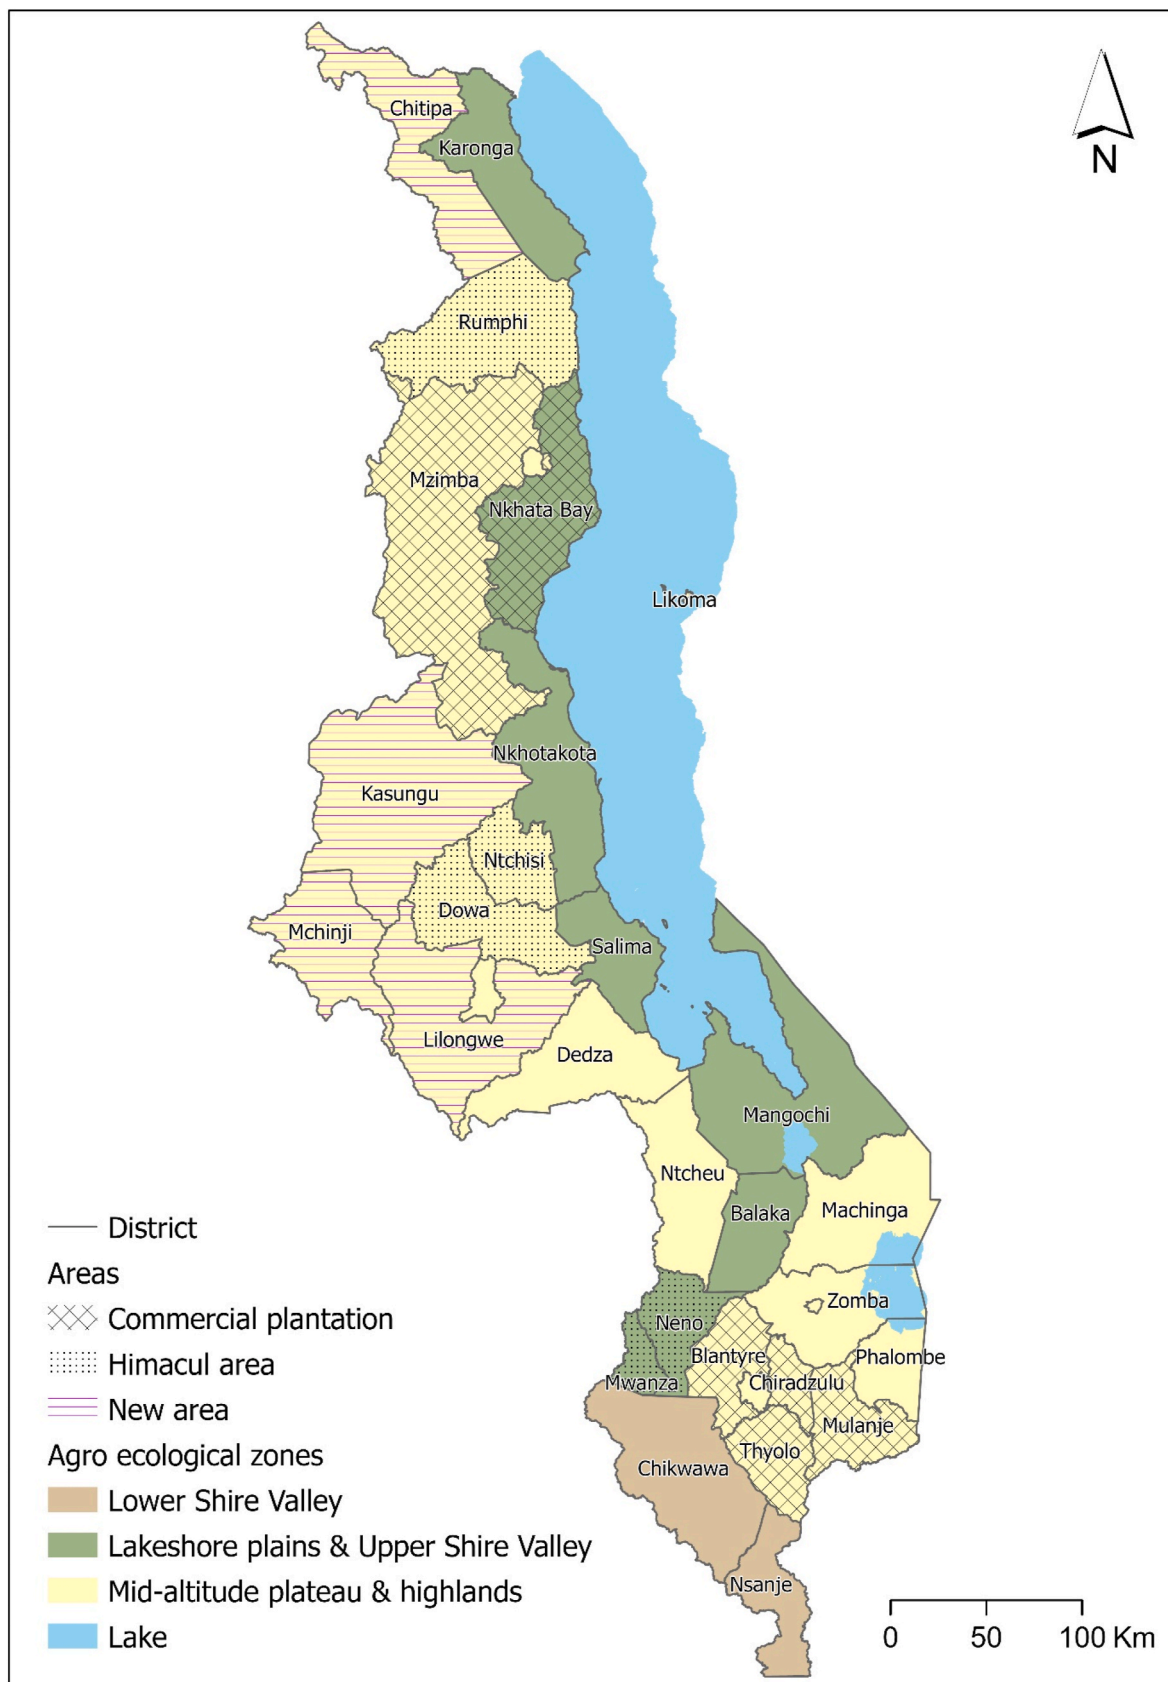 N
Chitipa
Karonga
Rumphi
Mzimba
Nkhata Bay
Likoma
Nkhotakota
Kasungu
Ntchisi
Dowa
Mchinji
Salima
Lilongwe
Dedza
Mangochi
Ntcheu
Balaka
Machinga
Zomba
Neno
Blantyre
Phalombe
Mwanza
Chiradzulu
Mulanje
Thyolo
Chikwawa
Nsanje
District
Areas
Commercial plantation
Himacul area
New area
Agro ecological zones
Lower Shire Valley
Lakeshore plains & Upper Shire Valley
Mid-altitude plateau & highlands
Lake
0 50 100 Km